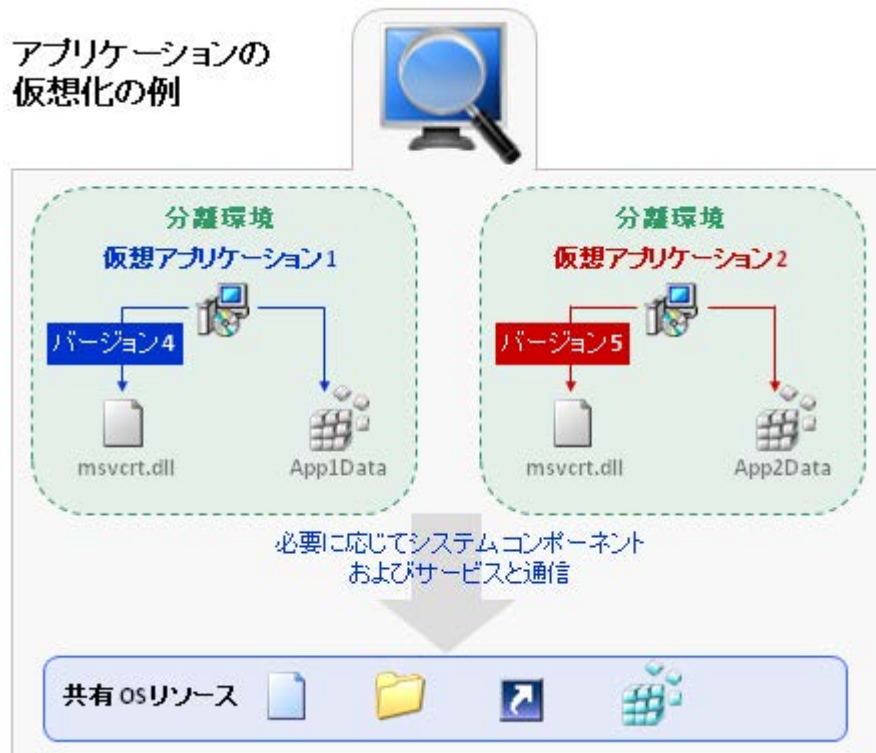 アプリケーションの
仮想化の例
分離環境
仮想アプリケーション1
バージョン4
msvcrt.dll
App1Data
分離環境
仮想アプリケーション2
バージョン5
msvcrt.dll
App2Data
必要に応じてシステムコンポーネント
およびサービスと通信
共有OSリソース